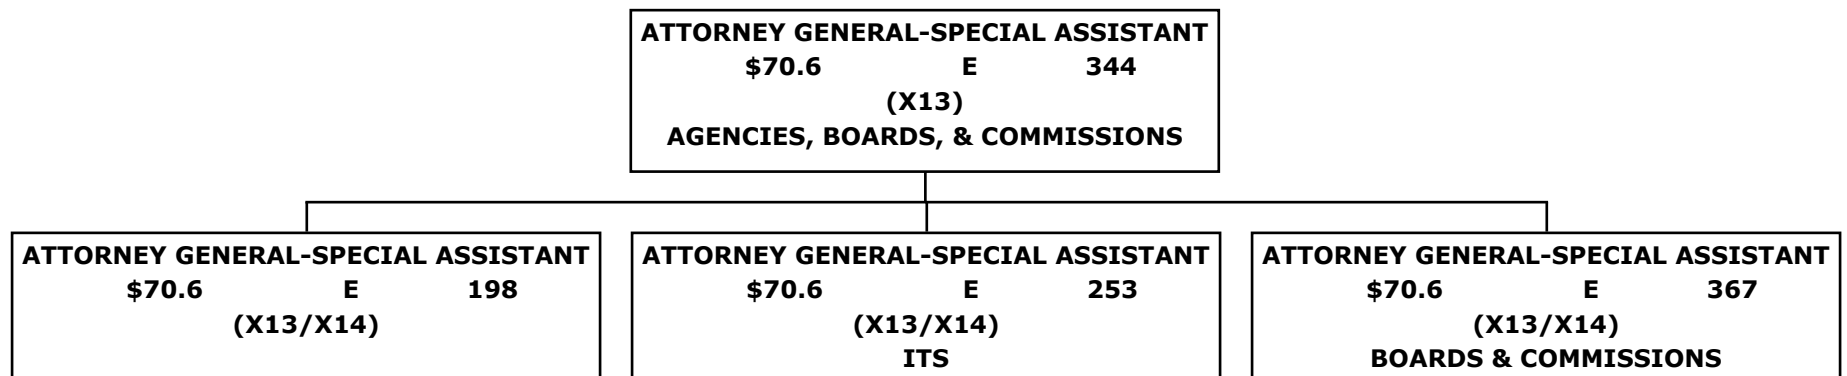 ATTORNEY GENERAL-SPECIAL ASSISTANT
$70.6 E 344
(X13)
AGENCIES, BOARDS, & COMMISSIONS
ATTORNEY GENERAL-SPECIAL ASSISTANT
$70.6 E 198
(X13/X14)
ATTORNEY GENERAL-SPECIAL ASSISTANT
$70.6 E 253
(X13/X14)
ITS
ATTORNEY GENERAL-SPECIAL ASSISTANT
$70.6 E 367
(X13/X14)
BOARDS & COMMISSIONS